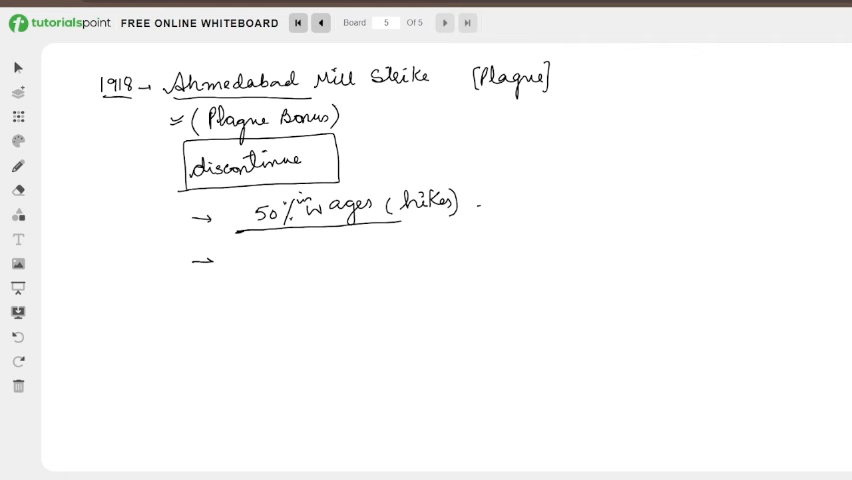 tutorialspoint FREE ONLINE WHITEBOARD Board 5 Of 5
1918 → Ahmedabad Mill Strike [Plague]
(Plague Bonus)
discontinue
→ 50% in wages (hikes) -
→